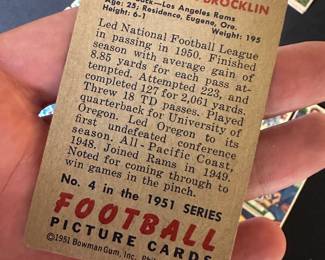 BROCKLIN
ck—Los Angeles Rams
Age: 25; Residence, Eugene, Ore.
Height: 6-1 Weight: 195
Led National Football League
in passing in 1950. Finished
season with average gain of
8.85 yards for each pass at-
tempted. Attempted 223, and
completed 127 for 2,061 yards.
Threw 18 TD passes. Played
quarterback for University of
Oregon. Led Oregon to its
first undefeated conference
season. All-Pacific Coast,
1948. Joined Rams in 1949.
Noted for coming through to
win games in the pinch.
No. 4 in the 1951 SERIES
FOOTBALL
PICTURE CARDS
©1951 Bowman Gum, Inc., Phil